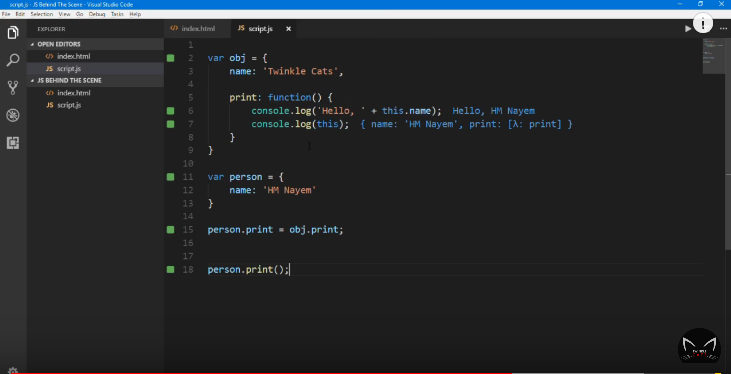 script.js - JS Behind The Scene - Visual Studio Code
File Edit Selection View Go Debug Tasks Help
EXPLORER
OPEN EDITORS
index.html
JS script.js
JS BEHIND THE SCENE
index.html
JS script.js
index.html JS script.js
1
2 var obj = {
3 name: 'Twinkle Cats',
4
5 print: function() {
6 console.log('Hello, ' + this.name); Hello, HM Nayem
7 console.log(this); { name: 'HM Nayem', print: [λ: print] }
8 }
9 }
10
11 var person = {
12 name: 'HM Nayem'
13 }
14
15 person.print = obj.print;
16
17
18 person.print();